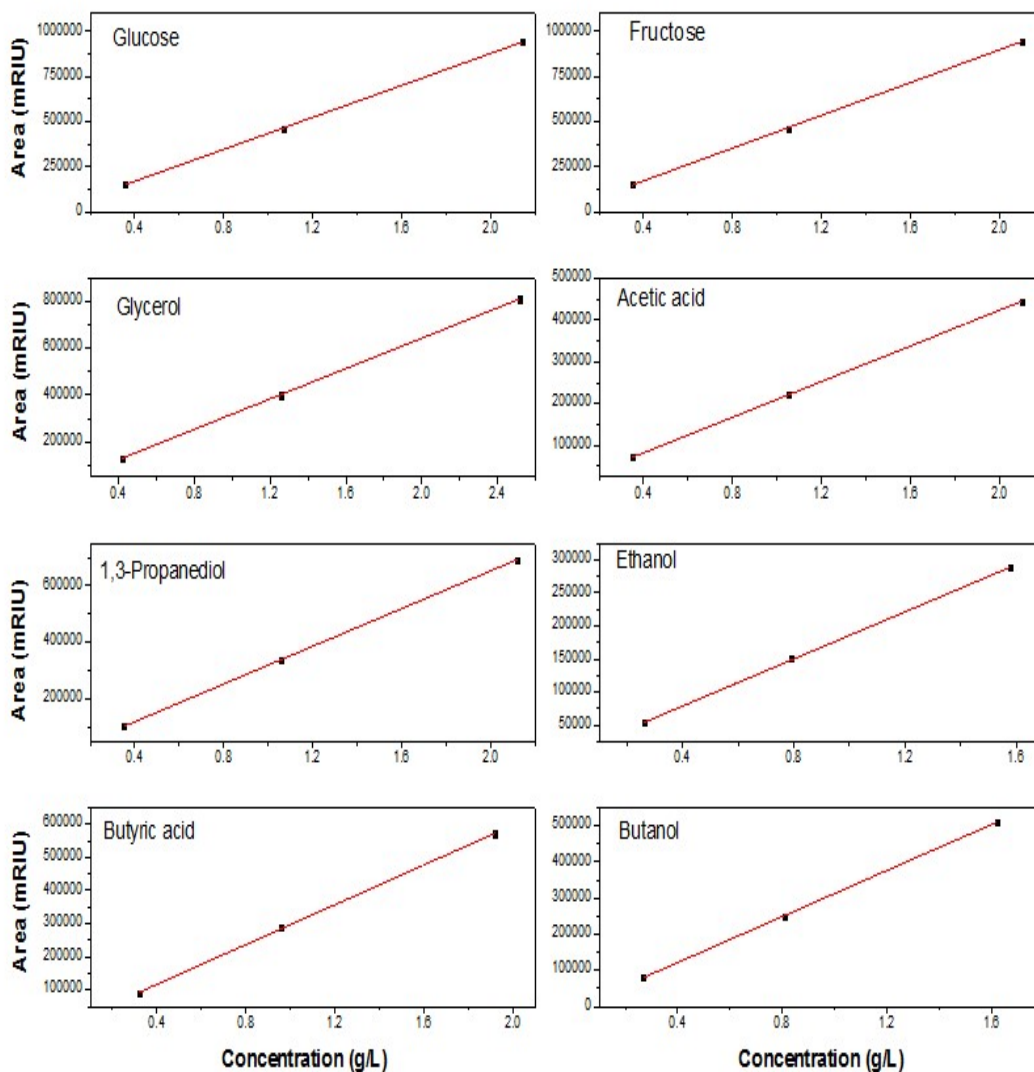 Glucose
Area (mRIU)
1000000
750000
500000
250000
0
0.4 0.8 1.2 1.6 2.0
Fructose
1000000
750000
500000
250000
0
0.4 0.8 1.2 1.6 2.0
Glycerol
Area (mRIU)
800000
600000
400000
200000
0.4 0.8 1.2 1.6 2.0 2.4
Acetic acid
500000
400000
300000
200000
100000
0.4 0.8 1.2 1.6 2.0
1,3-Propanediol
Area (mRIU)
600000
400000
200000
0.4 0.8 1.2 1.6 2.0
Ethanol
300000
250000
200000
150000
100000
50000
0.4 0.8 1.2 1.6
Butyric acid
Area (mRIU)
600000
500000
400000
300000
200000
100000
0.4 0.8 1.2 1.6 2.0
Concentration (g/L)
Butanol
500000
400000
300000
200000
100000
0
0.4 0.8 1.2 1.6
Concentration (g/L)